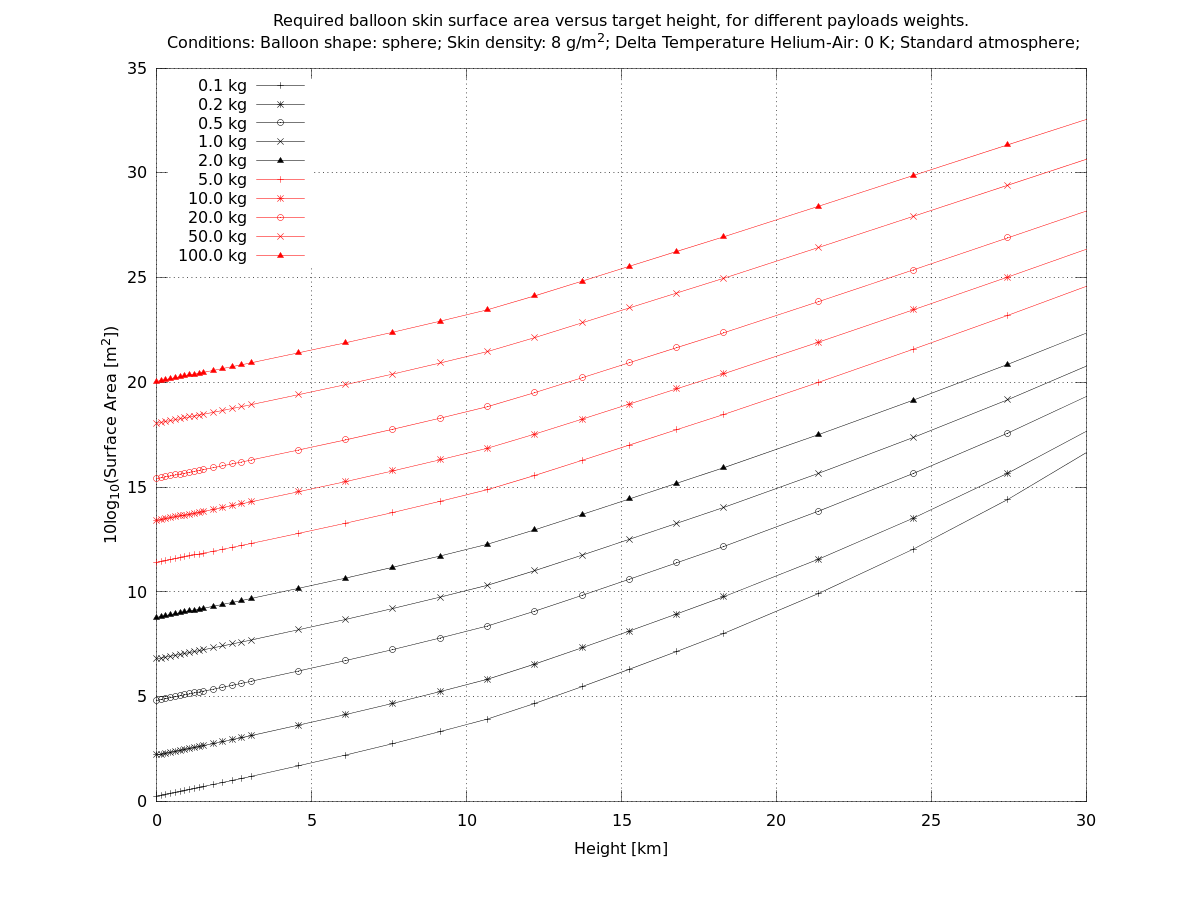 Required balloon skin surface area versus target height, for different payloads weights.
Conditions: Balloon shape: sphere; Skin density: 8 g/m²; Delta Temperature Helium-Air: 0 K; Standard atmosphere;
35
30
25
20
15
10
5
0
10log₁₀(Surface Area [m²])
0.1 kg
0.2 kg
0.5 kg
1.0 kg
2.0 kg
5.0 kg
10.0 kg
20.0 kg
50.0 kg
100.0 kg
0 5 10 15 20 25 30
Height [km]